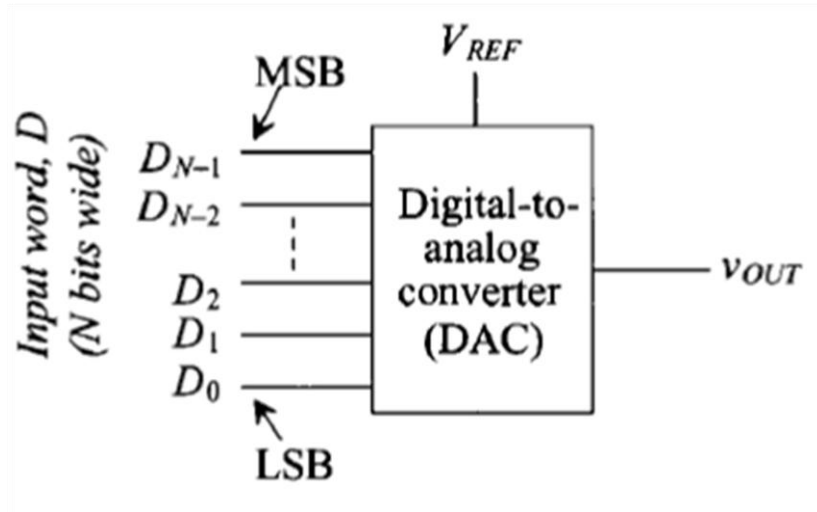 V_REF
MSB
Input word, D
(N bits wide)
D_N–1
D_N–2
D_2
D_1
D_0
LSB
Digital-to-
analog
converter
(DAC)
v_OUT